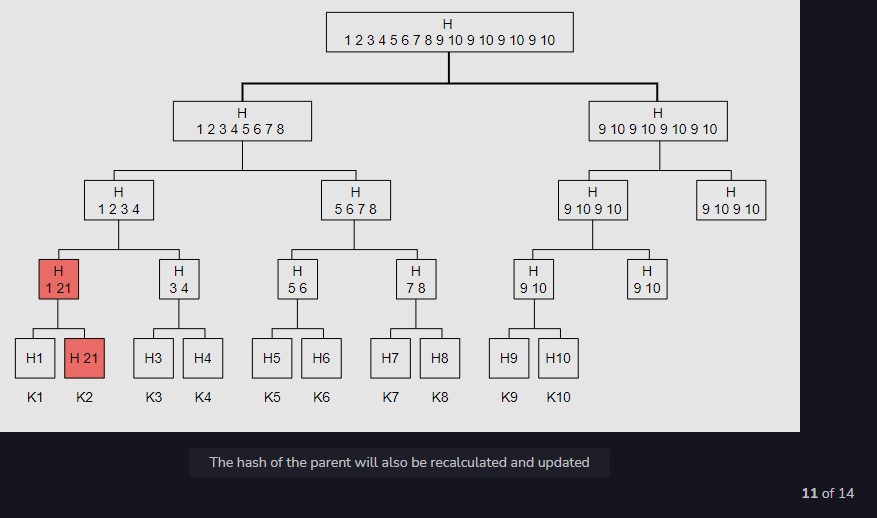 H
1 2 3 4 5 6 7 8 9 10 9 10 9 10 9 10
H
1 2 3 4 5 6 7 8
H
9 10 9 10 9 10 9 10
H
1 2 3 4
H
5 6 7 8
H
9 10 9 10
H
9 10 9 10
H
1 21
H
3 4
H
5 6
H
7 8
H
9 10
H
9 10
H1
H 21
H3
H4
H5
H6
H7
H8
H9
H10
K1
K2
K3
K4
K5
K6
K7
K8
K9
K10
The hash of the parent will also be recalculated and updated
11 of 14